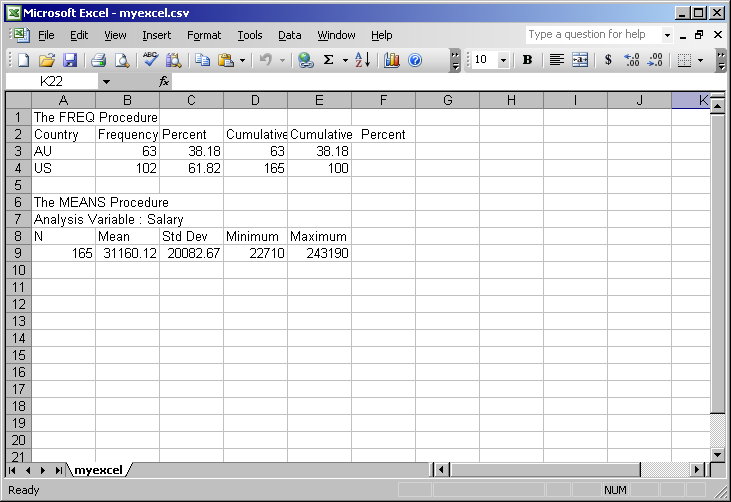 Microsoft Excel - myexcel.csv
File Edit View Insert Format Tools Data Window Help Type a question for help
ABC Σ A Z 10 B $ .00 .00
K22 fx
A B C D E F G H I J K
1 The FREQ Procedure
2 Country Frequency Percent Cumulative Cumulative Percent
3 AU 63 38.18 63 38.18
4 US 102 61.82 165 100
5
6 The MEANS Procedure
7 Analysis Variable : Salary
8 N Mean Std Dev Minimum Maximum
9 165 31160.12 20082.67 22710 243190
10
11
12
13
14
15
16
17
18
19
20
21
myexcel
Ready NUM